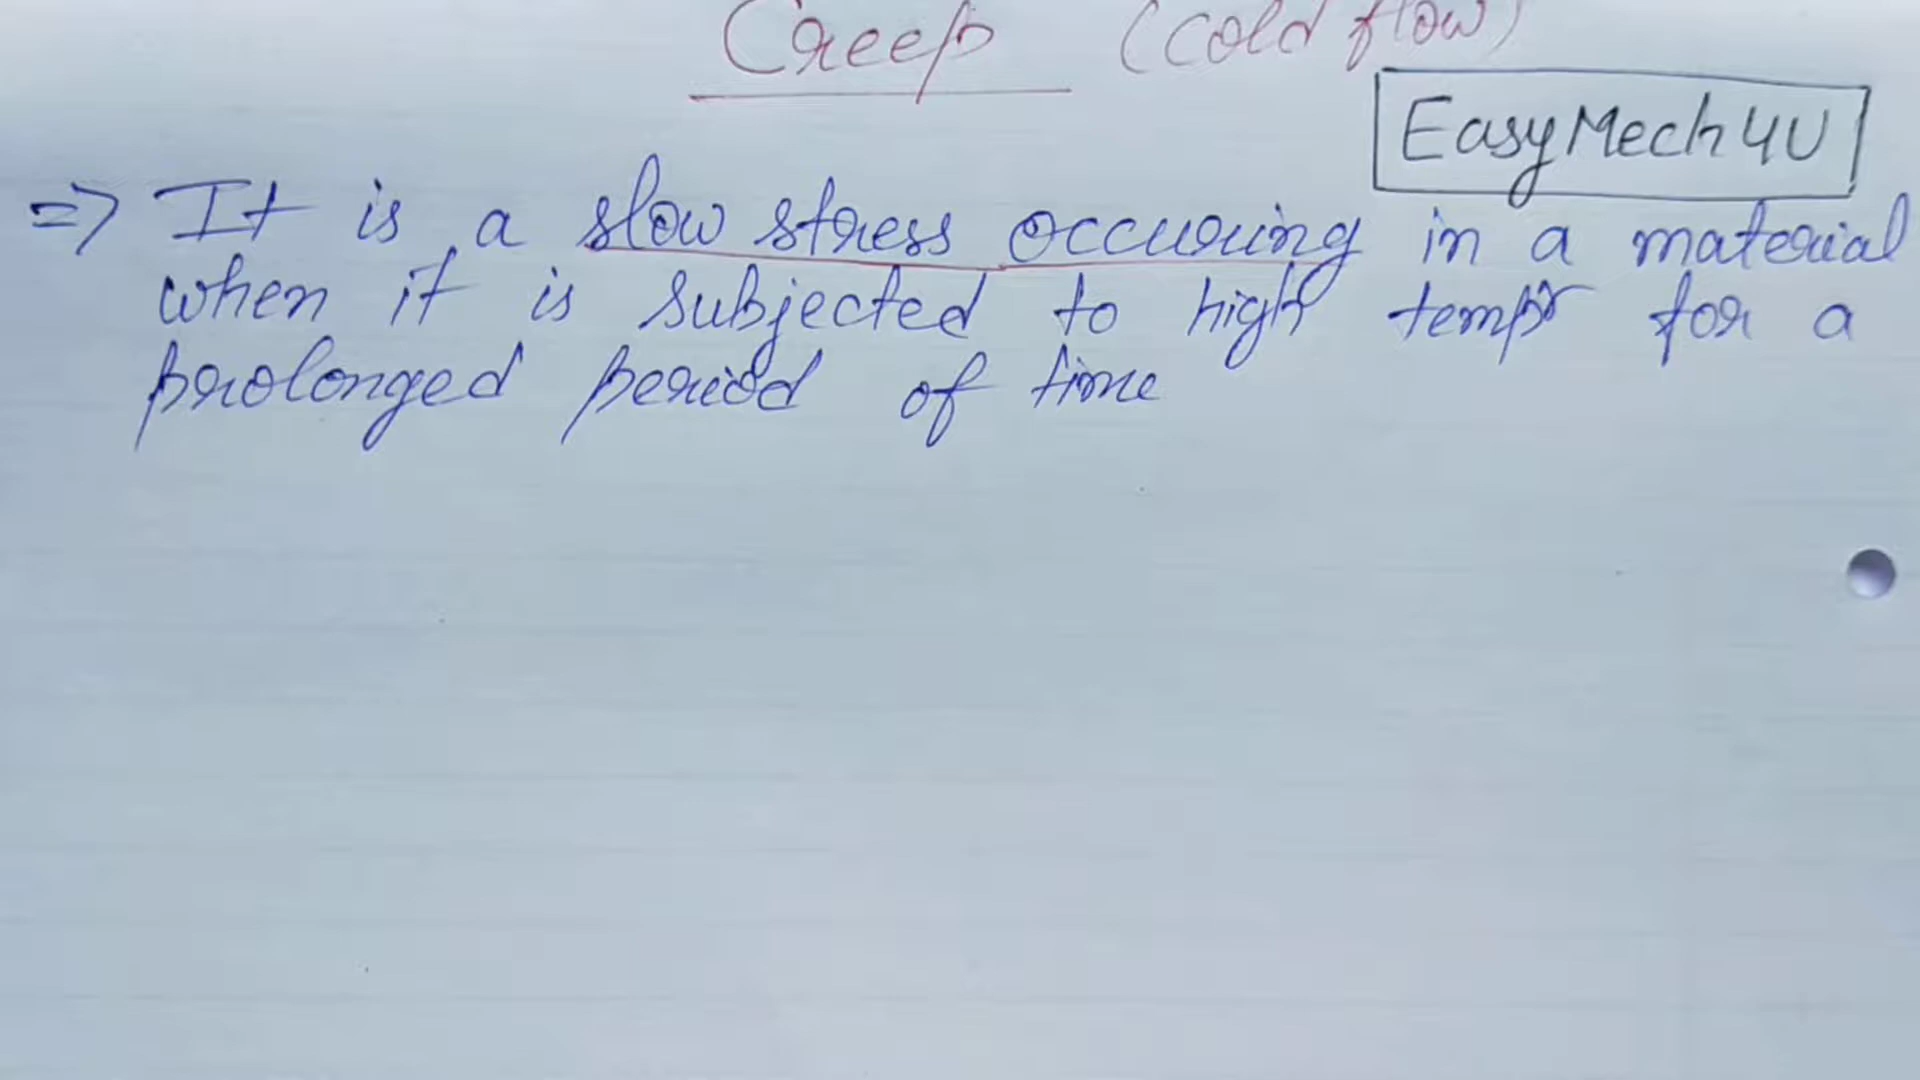 Creep (cold flow)
EasyMech4U
=> It is a slow stress occuring in a material
when it is subjected to high tempr for a
prolonged period of time